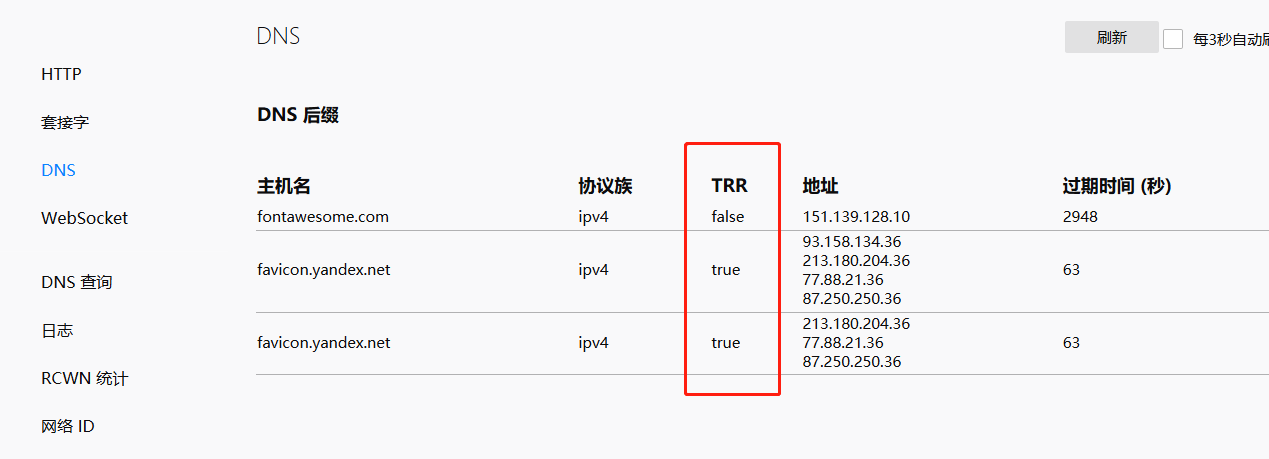 DNS
刷新
每3秒自动刷
HTTP
套接字
DNS
WebSocket
DNS 查询
日志
RCWN 统计
网络 ID
DNS 后缀
主机名 协议族 TRR 地址 过期时间 (秒)
fontawesome.com ipv4 false 151.139.128.10 2948
favicon.yandex.net ipv4 true 93.158.134.36 63
213.180.204.36
77.88.21.36
87.250.250.36
favicon.yandex.net ipv4 true 213.180.204.36 63
77.88.21.36
87.250.250.36